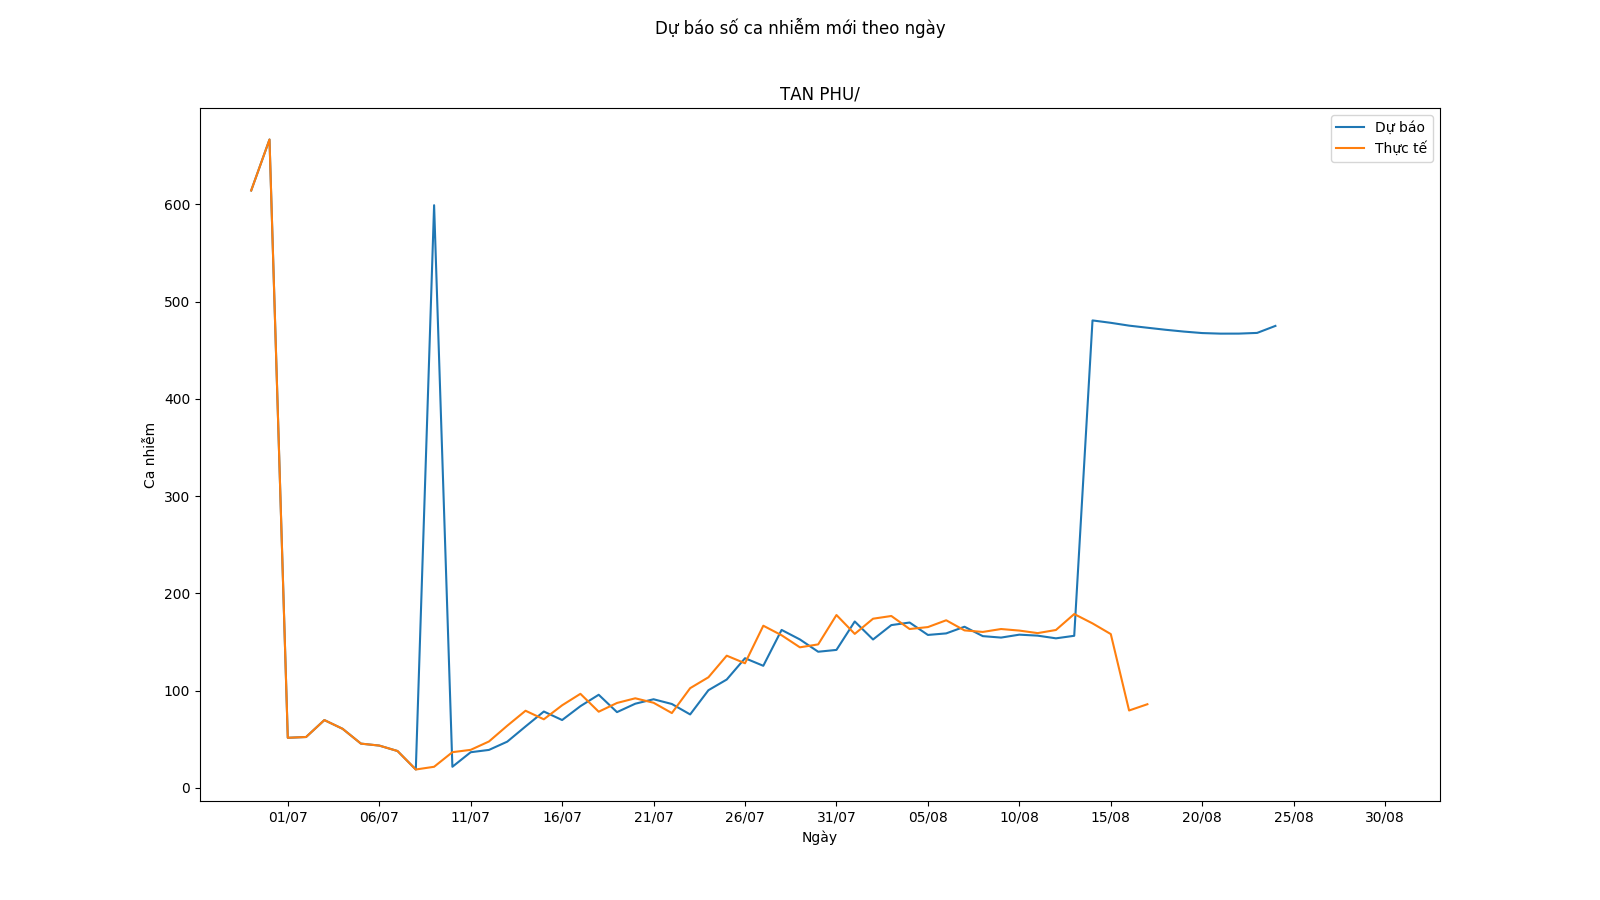 Dự báo số ca nhiễm mới theo ngày
TAN PHU/
Dự báo
Thực tế
600
500
400
300
200
100
0
Ca nhiễm
01/07 06/07 11/07 16/07 21/07 26/07 31/07 05/08 10/08 15/08 20/08 25/08 30/08
Ngày